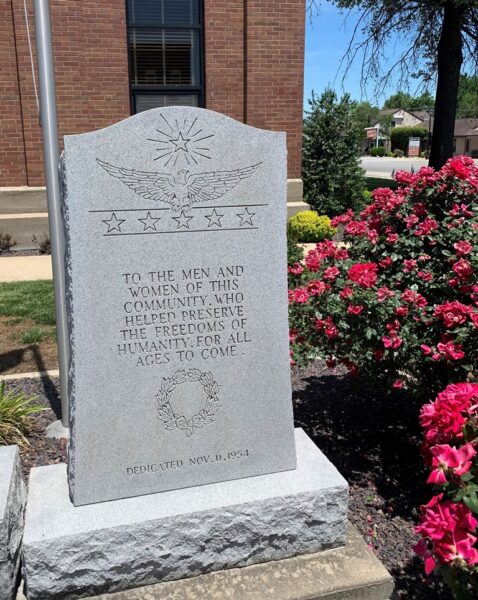 TO THE MEN AND
WOMEN OF THIS
COMMUNITY, WHO
HELPED PRESERVE
THE FREEDOMS OF
HUMANITY, FOR ALL
AGES TO COME.
DEDICATED NOV. 11, 1954